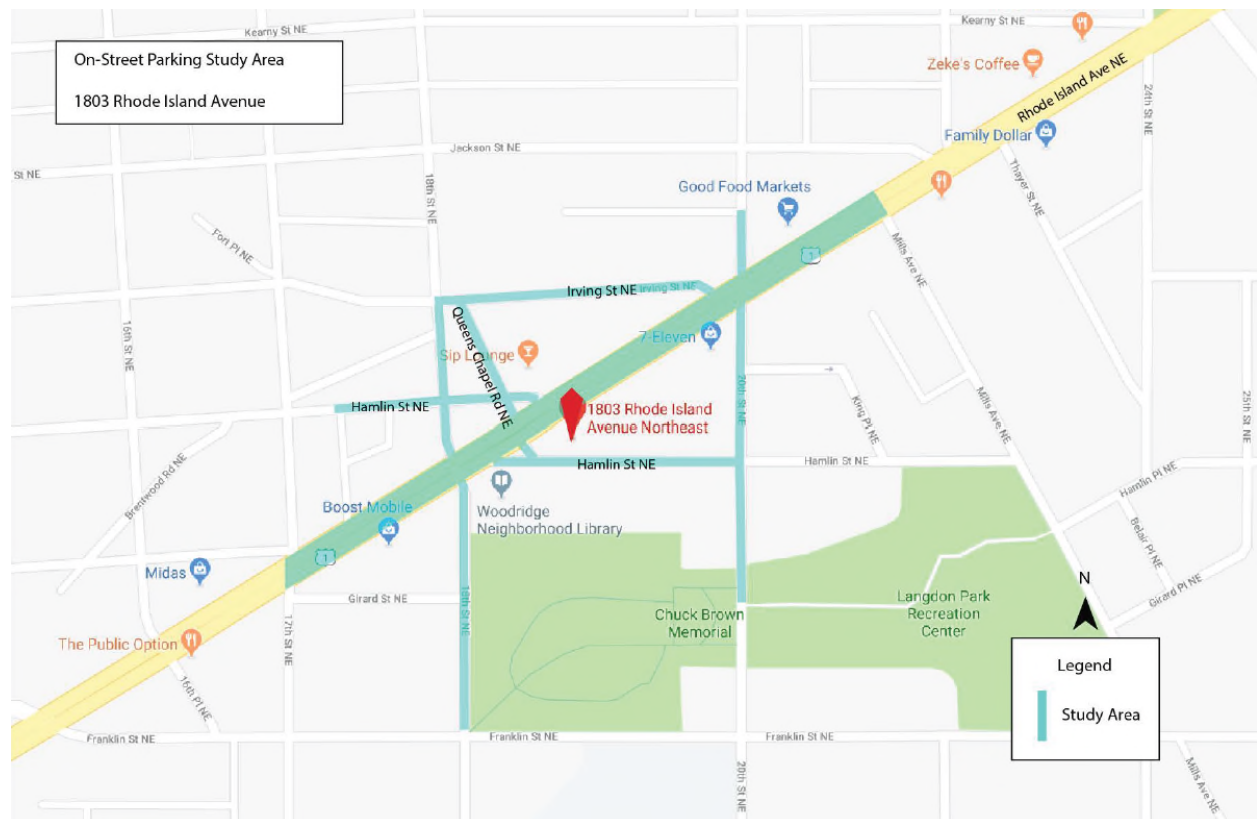 Kearny St NE
Kearny St NE
On-Street Parking Study Area
1803 Rhode Island Avenue
Zeke's Coffee
Rhode Island Ave NE
24th St NE
Family Dollar
Jackson St NE
St NE
18th St NE
Good Food Markets
Thayer St NE
Fort Pl NE
Mills Ave NE
1
Irving St NE
Irving St NE
16th St NE
Queens Chapel Rd NE
7-Eleven
Sip Lounge
20th St NE
Hamlin St NE
1803 Rhode Island
Avenue Northeast
King Pl NE
Mills Ave NE
25th St NE
Hamlin St NE
Hamlin St NE
Hamlin Pl NE
Brentwood Rd NE
Boost Mobile
Woodridge
Neighborhood Library
Belair Pl NE
1
Midas
Girard St NE
18th St NE
Chuck Brown
Memorial
Langdon Park
Recreation
Center
N
Girard Pl NE
The Public Option
17th St NE
16th Pl NE
Legend
Study Area
Franklin St NE
Franklin St NE
Franklin St NE
20th St NE
Mills Ave NE